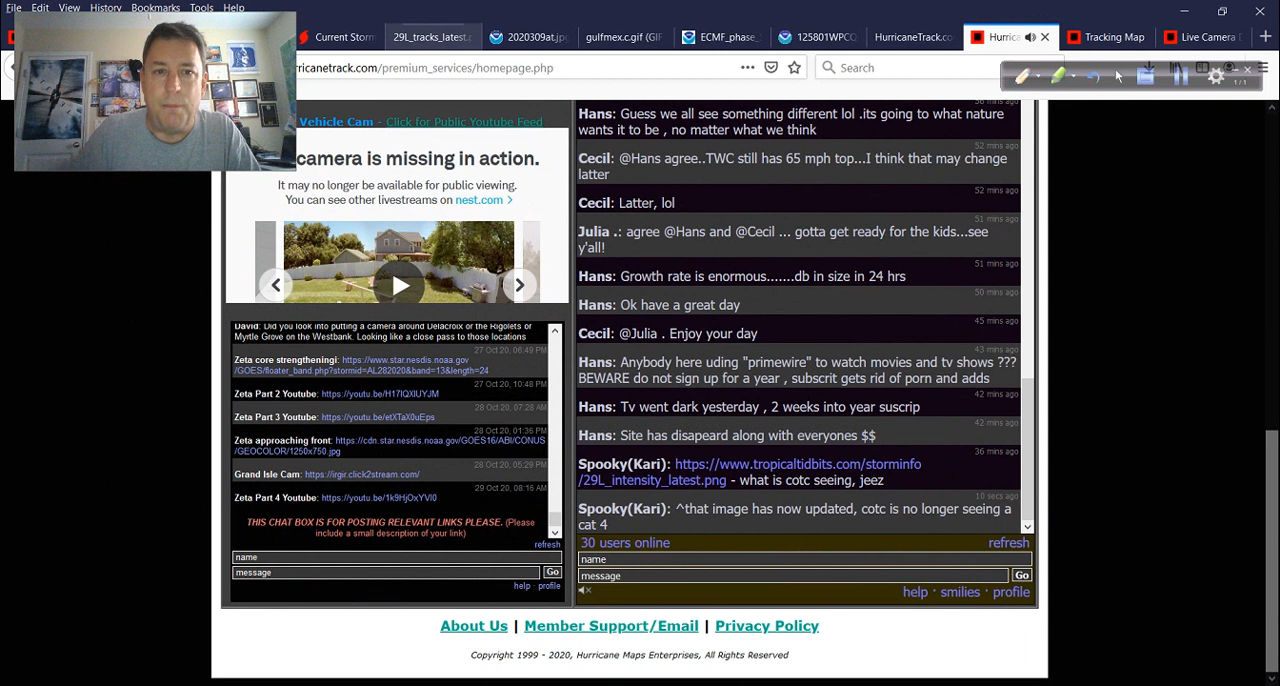 File Edit View History Bookmarks Tools Help
Current Storm
29L_tracks_latest.p
2020309at.jpg
gulfmex.c.gif (GIF
ECMF_phase_
125801WPCQ
HurricaneTrack.co
Hurric
Tracking Map
Live Camera D
rricanetrack.com/premium_services/homepage.php
Search
1/1
Vehicle Cam - Click for Public Youtube Feed
camera is missing in action.
It may no longer be available for public viewing.
You can see other livestreams on nest.com
David: Did you look into putting a camera around Delacroix or the Rigolets or
Myrtle Grove on the Westbank. Looking like a close pass to those locations
27 Oct 20, 06:49 PM
Zeta core strengtheningi: https://www.star.nesdis.noaa.gov
/GOES/floater_band.php?stormid=AL282020&band=13&length=24
27 Oct 20, 10:48 PM
Zeta Part 2 Youtube: https://youtu.be/H17IQXIUYJM
28 Oct 20, 07:28 AM
Zeta Part 3 Youtube: https://youtu.be/etXTaX0uEps
28 Oct 20, 01:36 PM
Zeta approaching front: https://cdn.star.nesdis.noaa.gov/GOES16/ABI/CONUS
/GEOCOLOR/1250x750.jpg
28 Oct 20, 05:29 PM
Grand Isle Cam: https://irgir.click2stream.com/
29 Oct 20, 08:16 AM
Zeta Part 4 Youtube: https://youtu.be/1k9HjOxYVI0
THIS CHAT BOX IS FOR POSTING RELEVANT LINKS PLEASE. (Please
include a small description of your link)
refresh
name
message Go
help · profile
Hans: Guess we all see something different lol .its going to what nature
wants it to be , no matter what we think
52 mins ago
Cecil: @Hans agree..TWC still has 65 mph top...I think that may change
latter
52 mins ago
Cecil: Latter, lol
51 mins ago
Julia .: agree @Hans and @Cecil ... gotta get ready for the kids...see
y'all!
51 mins ago
Hans: Growth rate is enormous.......db in size in 24 hrs
50 mins ago
Hans: Ok have a great day
45 mins ago
Cecil: @Julia . Enjoy your day
43 mins ago
Hans: Anybody here uding "primewire" to watch movies and tv shows ???
BEWARE do not sign up for a year , subscrit gets rid of porn and adds
42 mins ago
Hans: Tv went dark yesterday , 2 weeks into year suscrip
42 mins ago
Hans: Site has disapeard along with everyones $$
36 mins ago
Spooky(Kari): https://www.tropicaltidbits.com/storminfo
/29L_intensity_latest.png - what is cotc seeing, jeez
10 secs ago
Spooky(Kari): ^that image has now updated, cotc is no longer seeing a
cat 4
30 users online refresh
name
message Go
help · smilies · profile
About Us | Member Support/Email | Privacy Policy
Copyright 1999 - 2020, Hurricane Maps Enterprises, All Rights Reserved